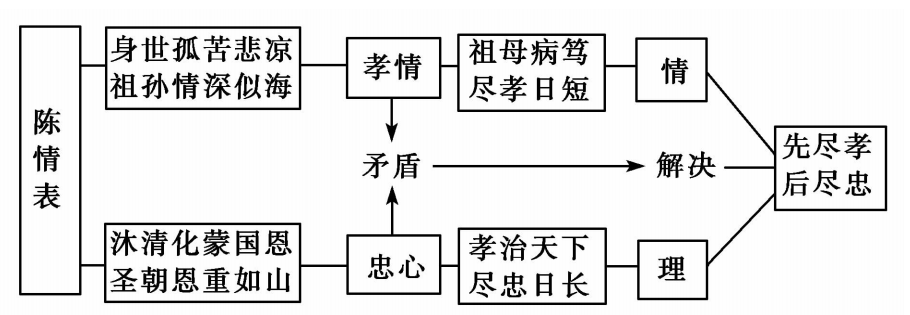 陈情表
身世孤苦悲凉
祖孙情深似海
孝情
祖母病笃
尽孝日短
情
矛盾
解决
先尽孝
后尽忠
沐清化蒙国恩
圣朝恩重如山
忠心
孝治天下
尽忠日长
理